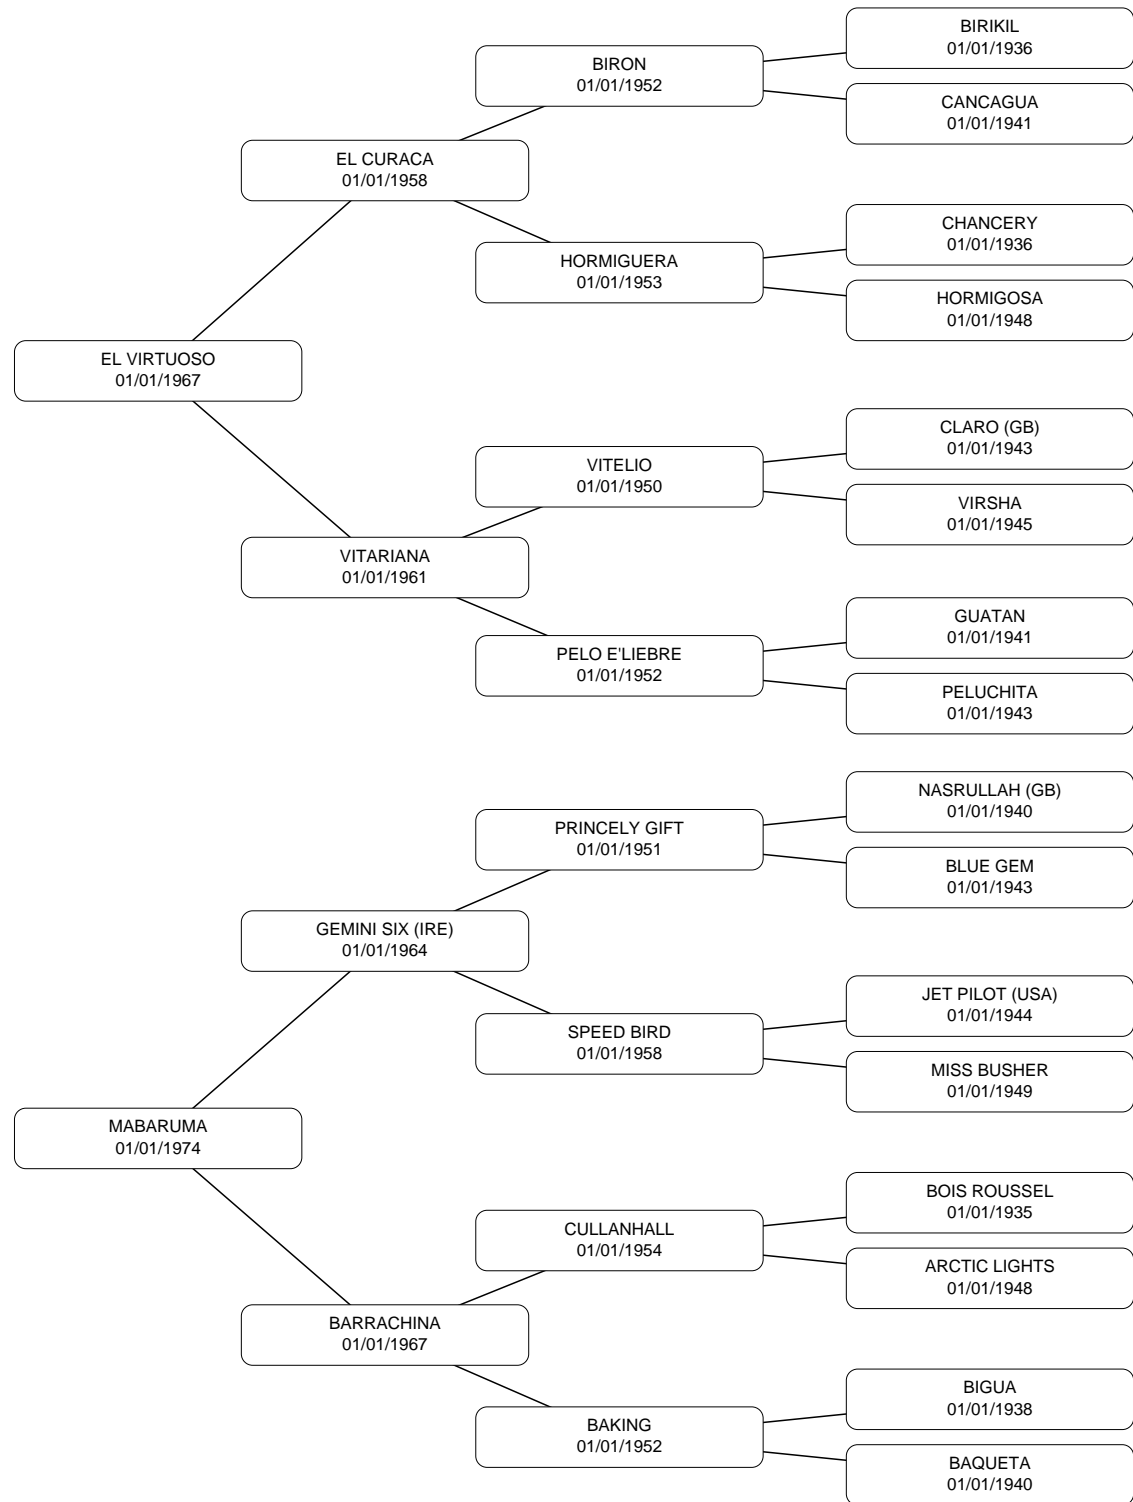 BIRIKIL
01/01/1936
BIRON
01/01/1952
CANCAGUA
01/01/1941
EL CURACA
01/01/1958
CHANCERY
01/01/1936
HORMIGUERA
01/01/1953
HORMIGOSA
01/01/1948
EL VIRTUOSO
01/01/1967
CLARO (GB)
01/01/1943
VITELIO
01/01/1950
VIRSHA
01/01/1945
VITARIANA
01/01/1961
GUATAN
01/01/1941
PELO E'LIEBRE
01/01/1952
PELUCHITA
01/01/1943
NASRULLAH (GB)
01/01/1940
PRINCELY GIFT
01/01/1951
BLUE GEM
01/01/1943
GEMINI SIX (IRE)
01/01/1964
JET PILOT (USA)
01/01/1944
SPEED BIRD
01/01/1958
MISS BUSHER
01/01/1949
MABARUMA
01/01/1974
BOIS ROUSSEL
01/01/1935
CULLANHALL
01/01/1954
ARCTIC LIGHTS
01/01/1948
BARRACHINA
01/01/1967
BIGUA
01/01/1938
BAKING
01/01/1952
BAQUETA
01/01/1940